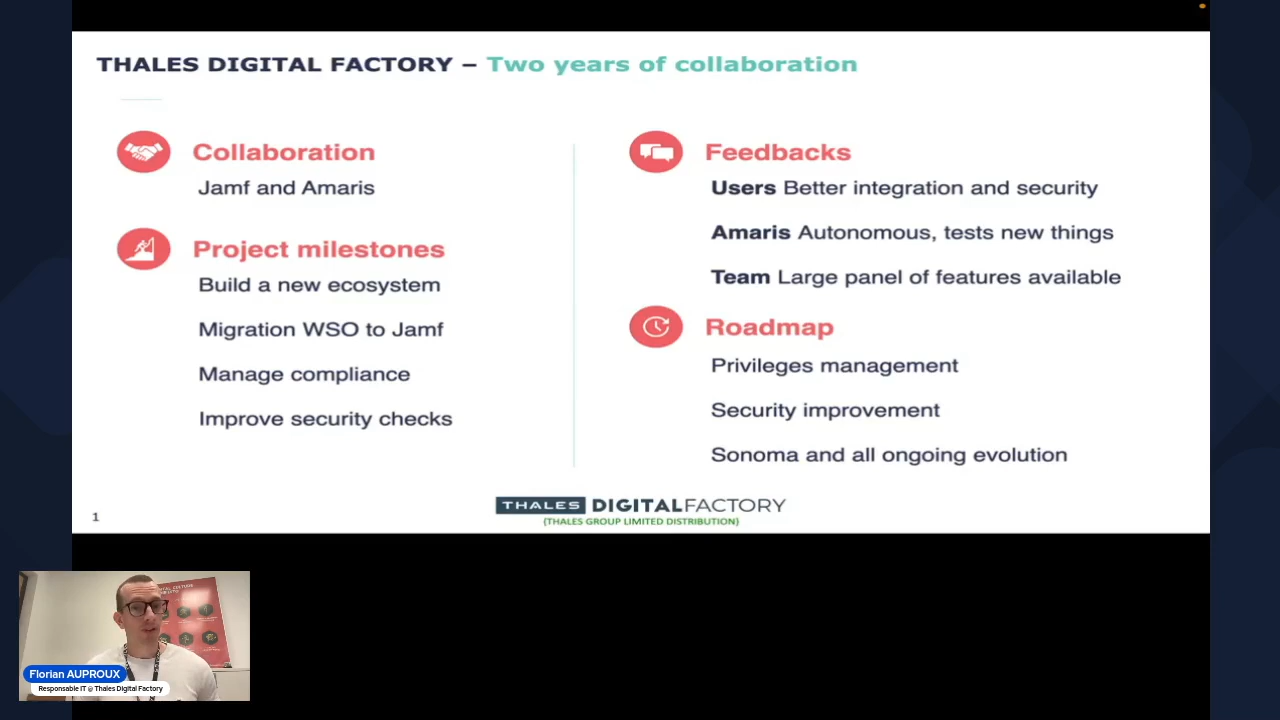 THALES DIGITAL FACTORY – Two years of collaboration
Collaboration
Jamf and Amaris
Project milestones
Build a new ecosystem
Migration WSO to Jamf
Manage compliance
Improve security checks
Feedbacks
Users Better integration and security
Amaris Autonomous, tests new things
Team Large panel of features available
Roadmap
Privileges management
Security improvement
Sonoma and all ongoing evolution
1
THALES DIGITALFACTORY
(THALES GROUP LIMITED DISTRIBUTION)
CULTURE
Florian AUPROUX
Responsable IT @ Thales Digital Factory